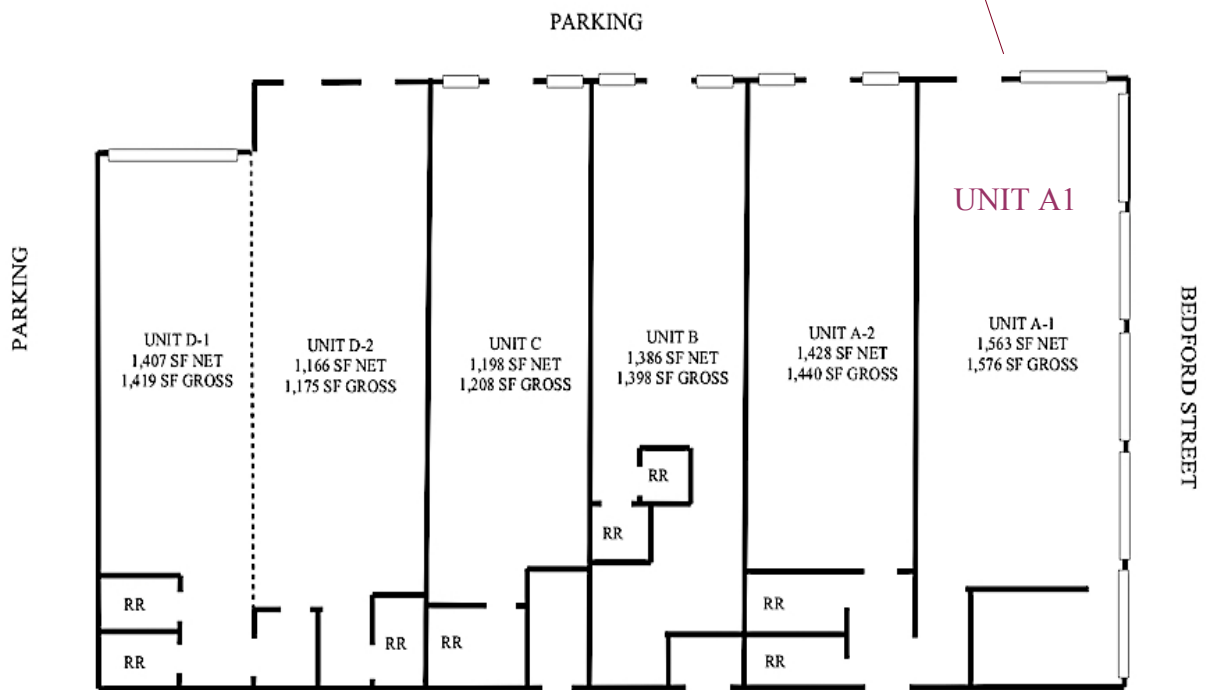 PARKING
UNIT A1
PARKING
BEDFORD STREET
UNIT D-1
1,407 SF NET
1,419 SF GROSS
UNIT D-2
1,166 SF NET
1,175 SF GROSS
UNIT C
1,198 SF NET
1,208 SF GROSS
UNIT B
1,386 SF NET
1,398 SF GROSS
UNIT A-2
1,428 SF NET
1,440 SF GROSS
UNIT A-1
1,563 SF NET
1,576 SF GROSS
RR
RR
RR
RR
RR
RR
RR
RR